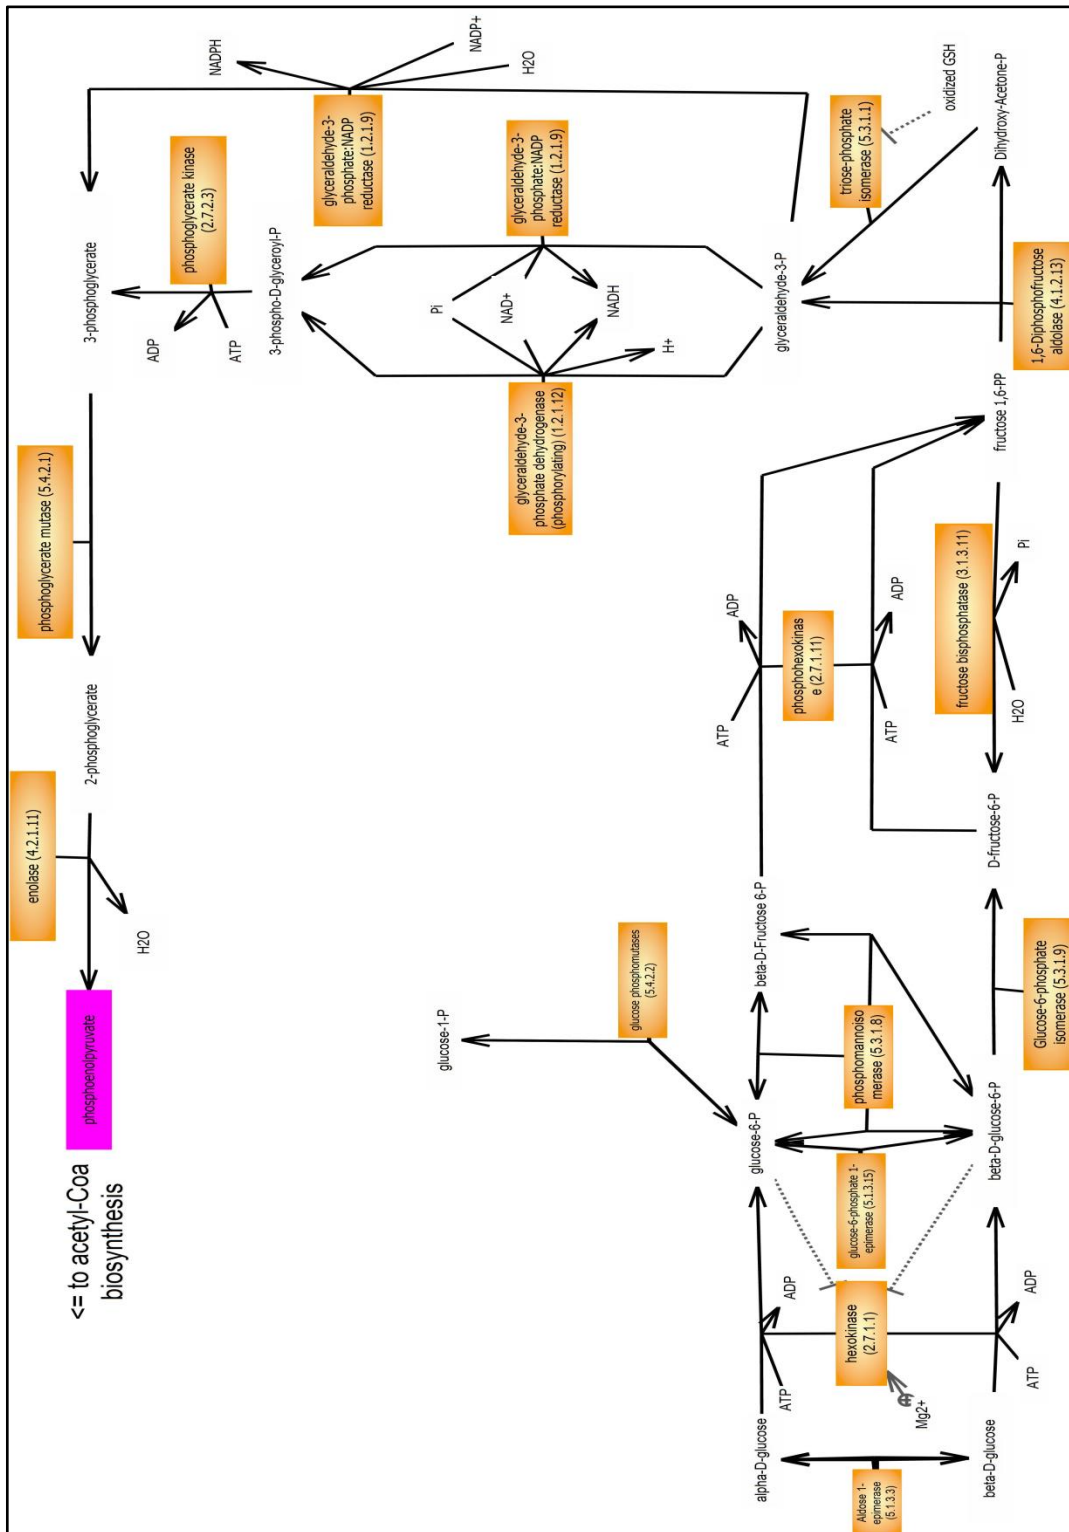 <= to acetyl-Coa
biosynthesis
phosphoenolpyruvate
enolase (4.2.1.11)
H2O
2-phosphoglycerate
phosphoglycerate mutase (5.4.2.1)
3-phosphoglycerate
phosphoglycerate kinase
(2.7.2.3)
ADP
ATP
3-phospho-D-glyceroyl-P
NADPH
NADP+
H2O
glyceraldehyde-3-
phosphate:NADP
reductase (1.2.1.9)
glyceraldehyde-3-
phosphate:NADP
reductase (1.2.1.9)
Pi
NAD+
NADH
H+
glyceraldehyde-3-
phosphate dehydrogenase
(phosphorylating) (1.2.1.12)
glyceraldehyde-3-P
triose-phosphate
isomerase (5.3.1.1)
oxidized GSH
Dihydroxy-Acetone-P
1,6-Diphosphofructose
aldolase (4.1.2.13)
fructose 1,6-PP
glucose-1-P
glucose phosphomutases
(5.4.2.2)
glucose-6-P
beta-D-Fructose 6-P
ATP
ADP
phosphohexokinas
e (2.7.1.11)
ATP
ADP
fructose bisphosphatase (3.1.3.11)
H2O
Pi
D-fructose-6-P
phosphomannoiso
merase (5.3.1.8)
glucose-6-phosphate 1-
epimerase (5.1.3.15)
Glucose-6-phosphate
isomerase (5.3.1.9)
beta-D-glucose-6-P
hexokinase
(2.7.1.1)
Mg2+
ATP
ADP
ATP
ADP
alpha-D-glucose
Aldose 1-
epimerase
(5.1.3.3)
beta-D-glucose